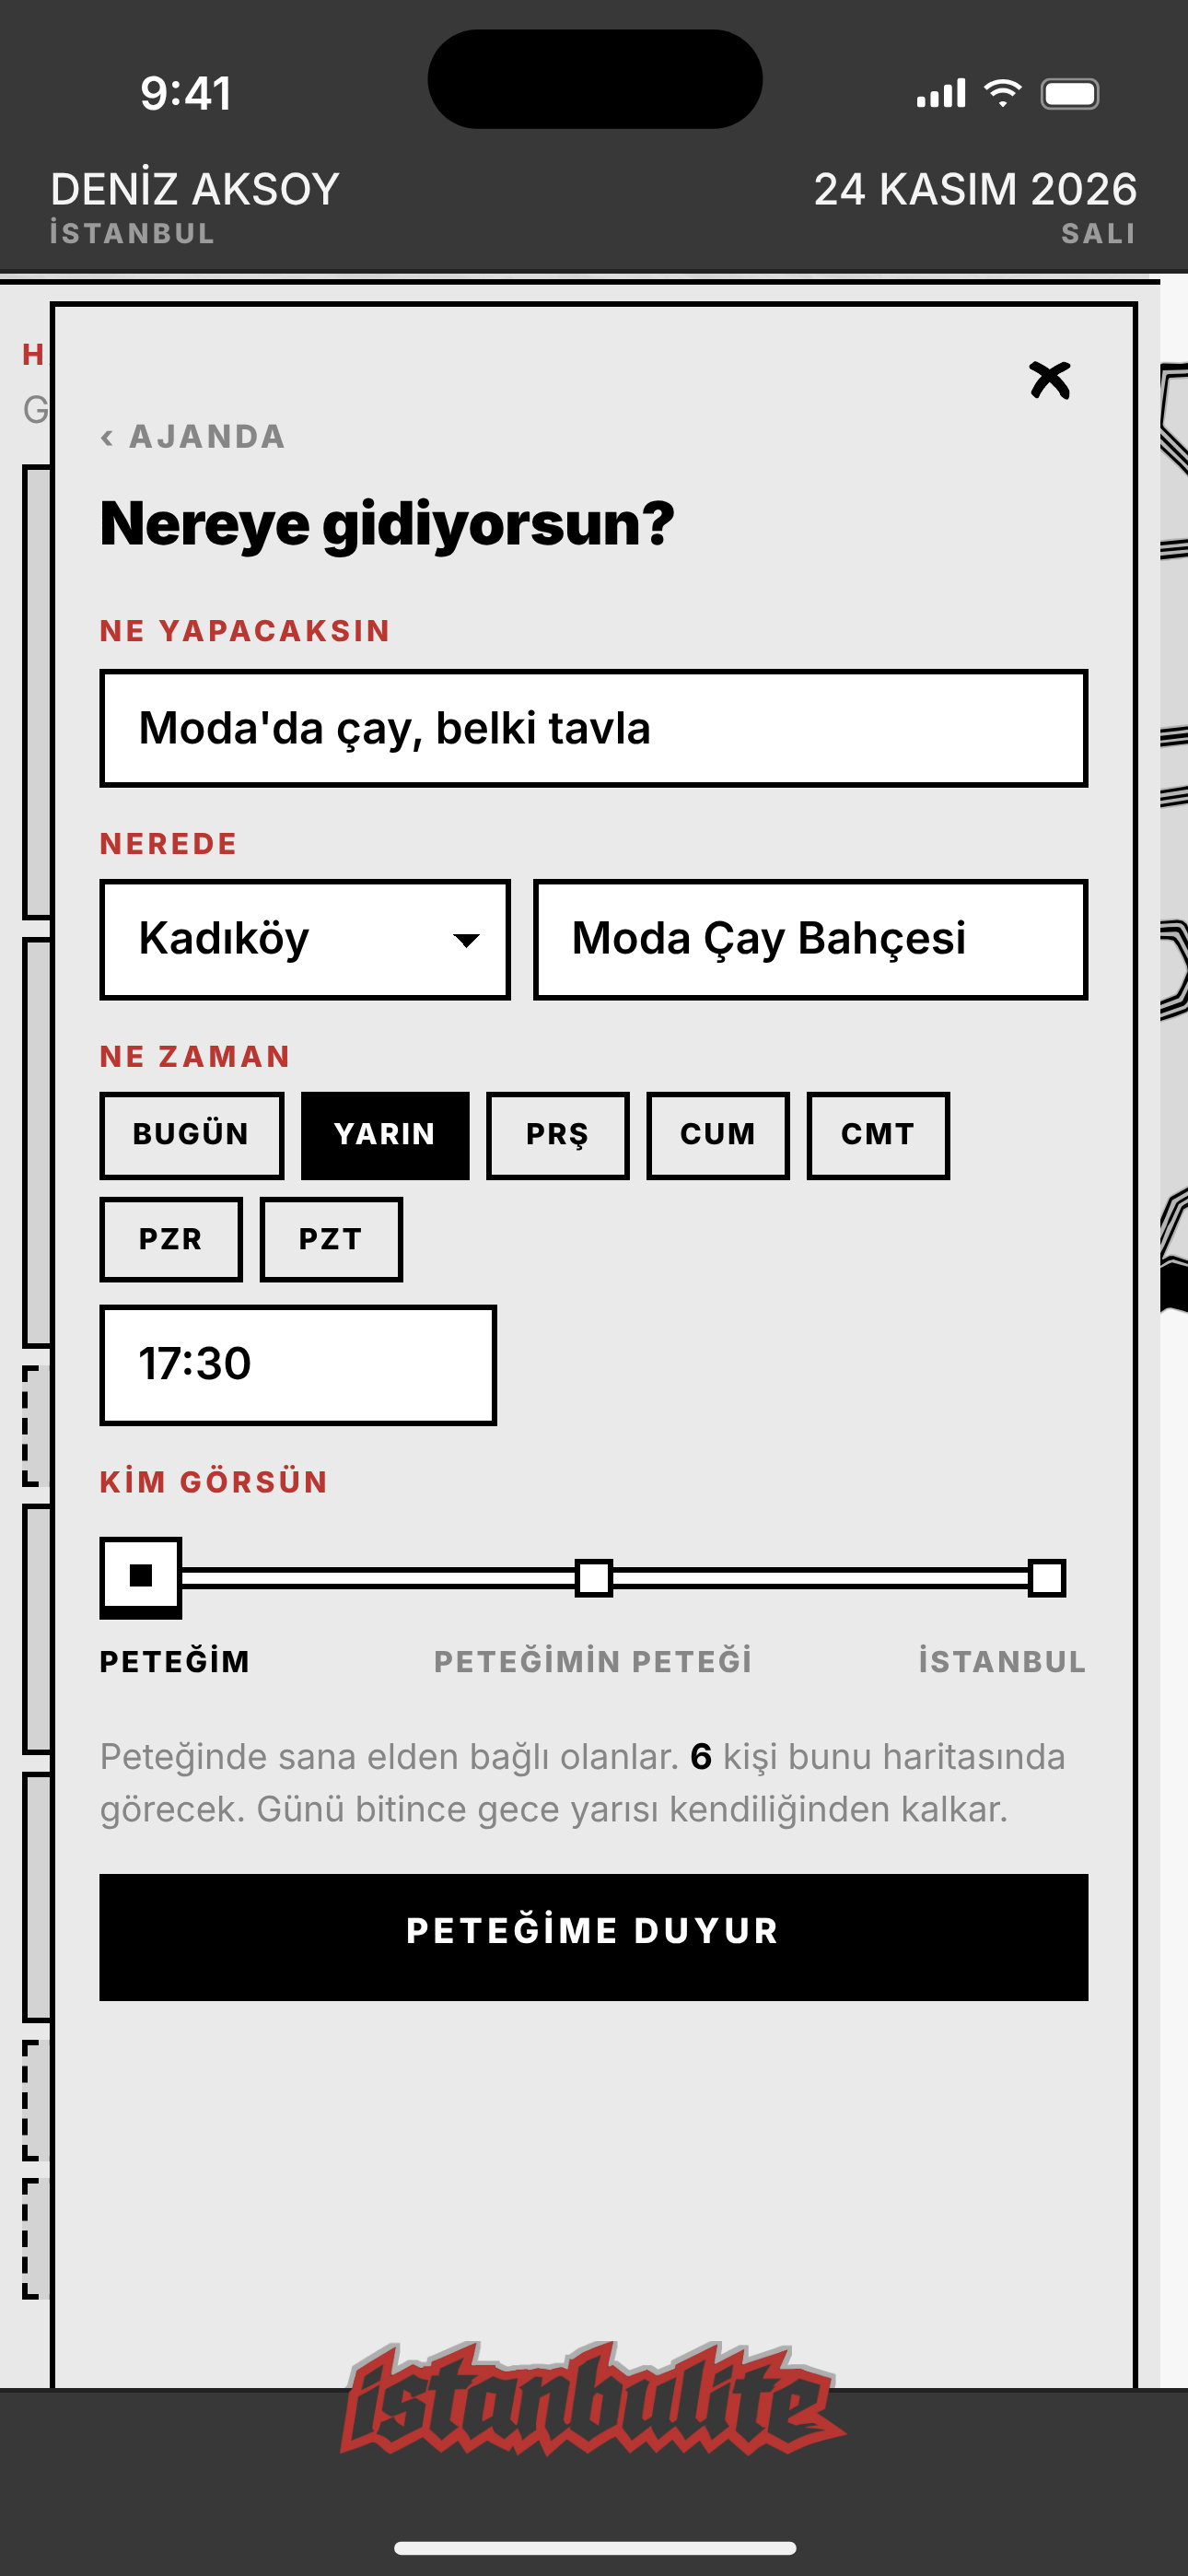 9:41
DENİZ AKSOY
24 KASIM 2026
İSTANBUL
SALI
H
G
‹ AJANDA
Nereye gidiyorsun?
NE YAPACAKSIN
Moda'da çay, belki tavla
NEREDE
Kadıköy
Moda Çay Bahçesi
NE ZAMAN
BUGÜN YARIN PRŞ CUM CMT
PZR PZT
17:30
KİM GÖRSÜN
PETEĞİM PETEĞİMİN PETEĞİ İSTANBUL
Peteğinde sana elden bağlı olanlar. 6 kişi bunu haritasında
görecek. Günü bitince gece yarısı kendiliğinden kalkar.
PETEĞİME DUYUR
istanbulite